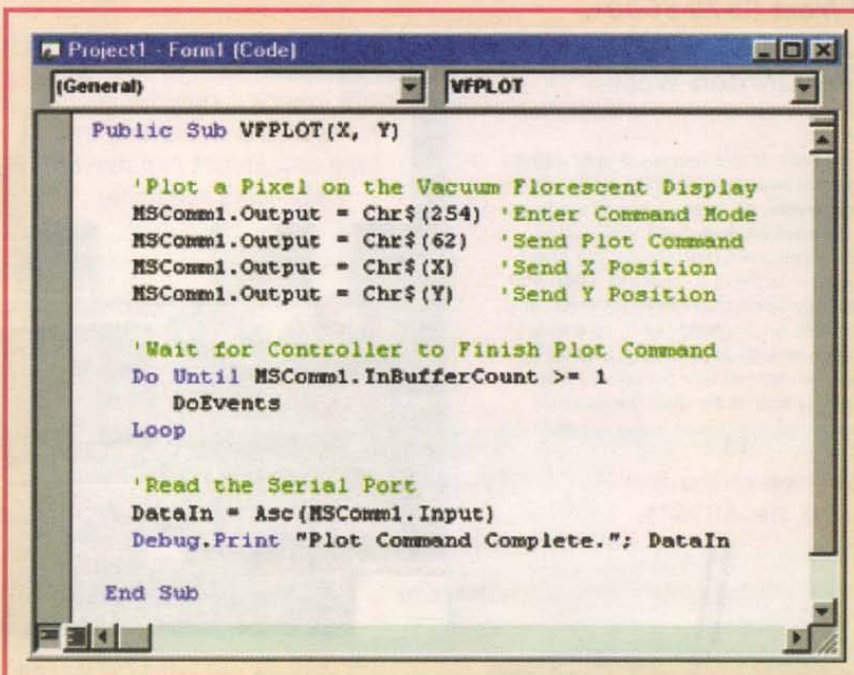 Project1 - Form1 (Code)
(General) VFPLOT
Public Sub VFPLOT(X, Y)
'Plot a Pixel on the Vacuum Florescent Display
MSComm1.Output = Chr$(254) 'Enter Command Mode
MSComm1.Output = Chr$(62) 'Send Plot Command
MSComm1.Output = Chr$(X) 'Send X Position
MSComm1.Output = Chr$(Y) 'Send Y Position
'Wait for Controller to Finish Plot Command
Do Until MSComm1.InBufferCount >= 1
DoEvents
Loop
'Read the Serial Port
DataIn = Asc(MSComm1.Input)
Debug.Print "Plot Command Complete."; DataIn
End Sub